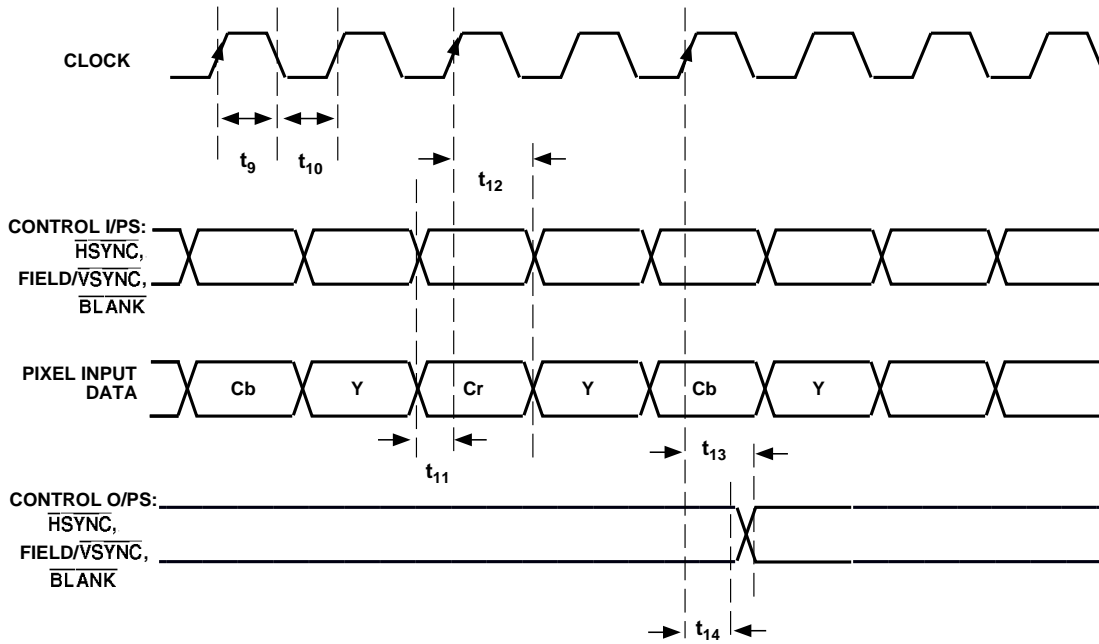 CLOCK
t9
t10
t12
CONTROL I/PS:
HSYNC,
FIELD/VSYNC,
BLANK
PIXEL INPUT
DATA
Cb
Y
Cr
Y
Cb
Y
t11
t13
CONTROL O/PS:
HSYNC,
FIELD/VSYNC,
BLANK
t14